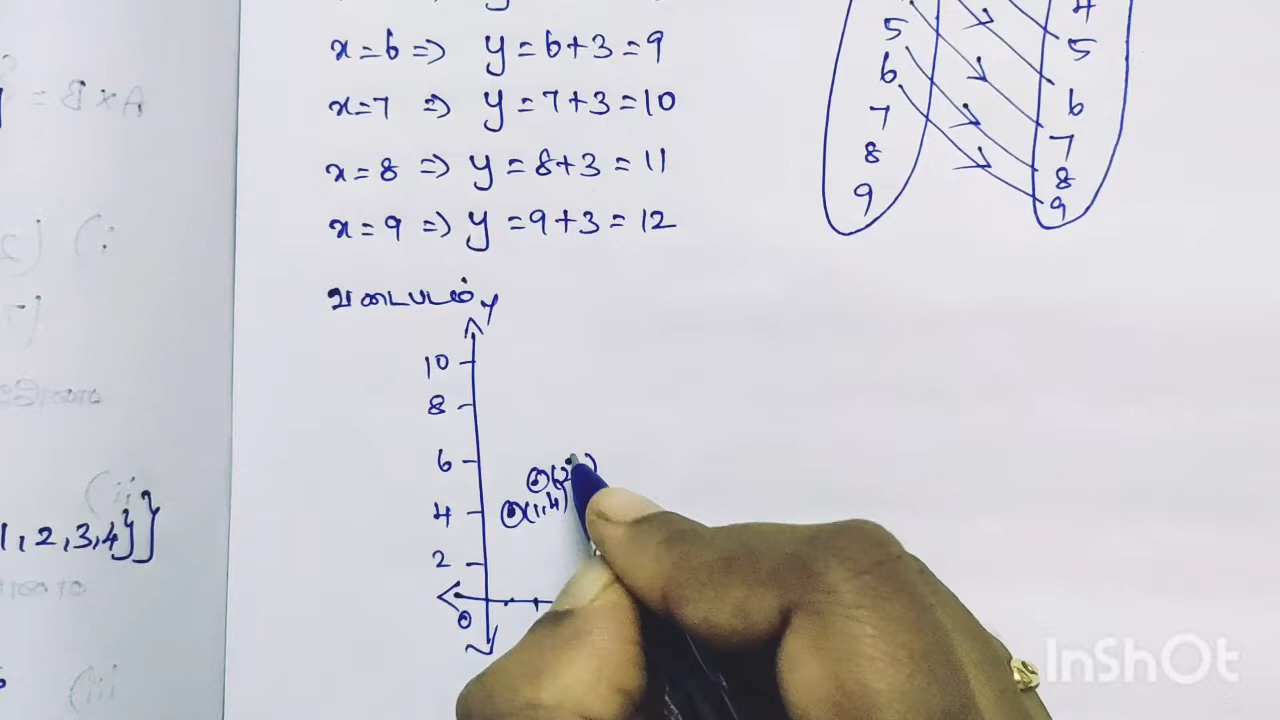 x=6 => y=6+3=9
x=7 => y=7+3=10
x=8 => y=8+3=11
x=9 => y=9+3=12
வரைபடம்
y
10
8
6
4
2
0
(1,4)
5
6
7
8
9
4
5
6
7
8
9
1,2,3,4}}
InShOt